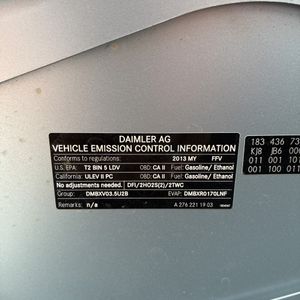 DAIMLER AG
VEHICLE EMISSION CONTROL INFORMATION
Conforms to regulations: 2013 MY FFV
U.S. EPA: T2 BIN 5 LDV OBD: CA II Fuel: Gasoline/ Ethanol
California: ULEV II PC OBD: CA II Fuel: Gasoline/ Ethanol
No adjustments needed. DFI/2HO2S(2)/2TWC
Group: DMBXV03.5U2B EVAP: DMBXR0170LNF
Remarks: n/a A 276 221 19 03
183 436 73
KJ8 JB6 00
011 001 10
001 100 01